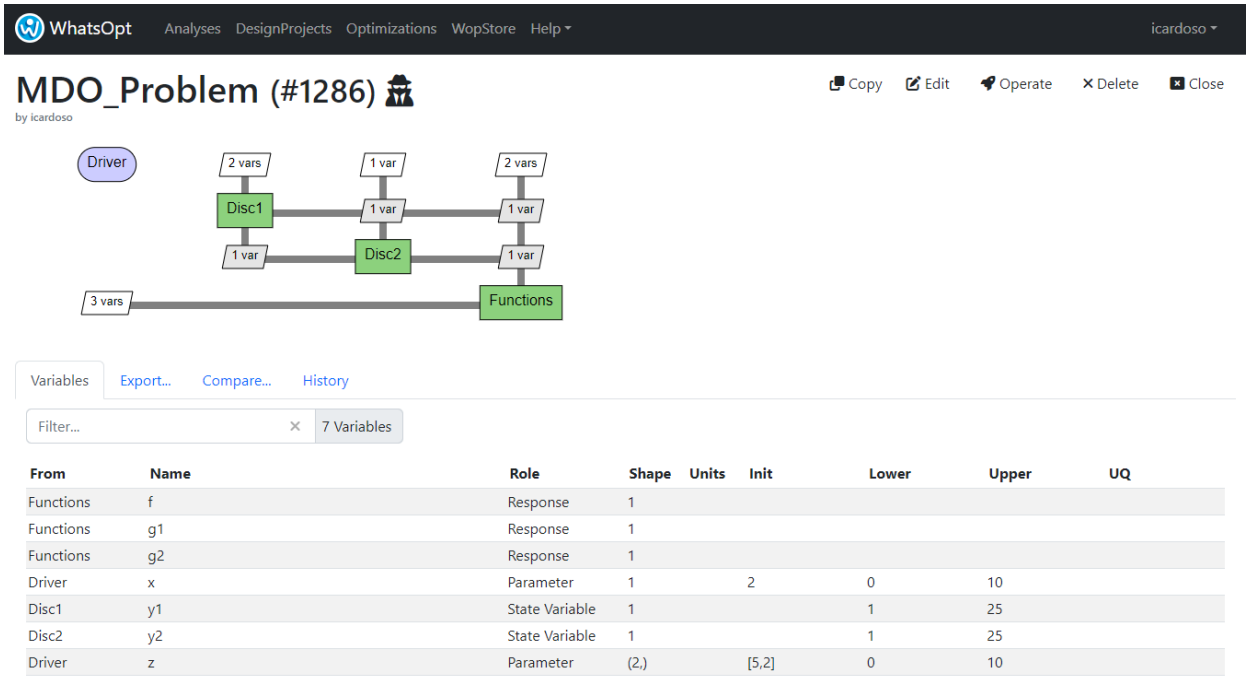 WhatsOpt Analyses DesignProjects Optimizations WopStore Help icardoso
MDO_Problem (#1286) Copy Edit Operate Delete Close
by icardoso
Driver 2 vars 1 var 2 vars
Disc1 1 var 1 var
1 var Disc2 1 var
3 vars Functions
Variables Export... Compare... History
Filter... × 7 Variables
From Name Role Shape Units Init Lower Upper UQ
Functions f Response 1
Functions g1 Response 1
Functions g2 Response 1
Driver x Parameter 1 2 0 10
Disc1 y1 State Variable 1 1 25
Disc2 y2 State Variable 1 1 25
Driver z Parameter (2,) [5,2] 0 10